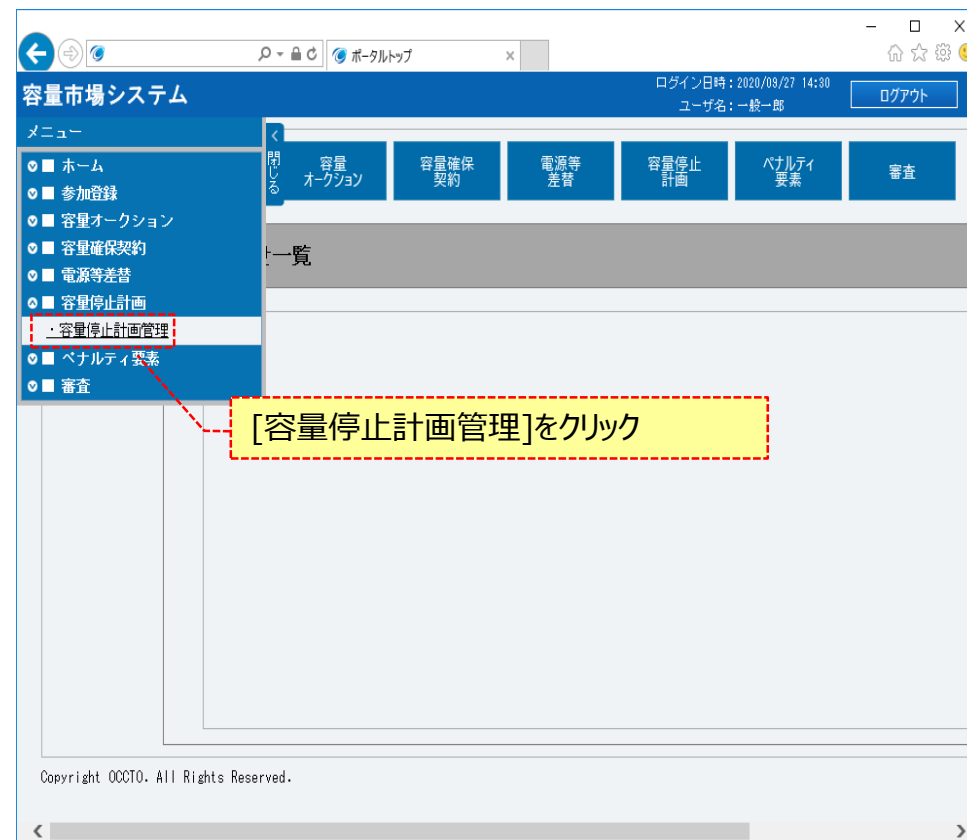 ポータルトップ
容量市場システム
ログイン日時：2020/09/27 14:30
ユーザ名：一般一郎
ログアウト
メニュー
閉じる
ホーム
参加登録
容量オークション
容量確保契約
電源等差替
容量停止計画
・容量停止計画管理
ペナルティ要素
審査
容量
オークション
容量確保
契約
電源等
差替
容量停止
計画
ペナルティ
要素
審査
一覧
[容量停止計画管理]をクリック
Copyright OCCTO. All Rights Reserved.